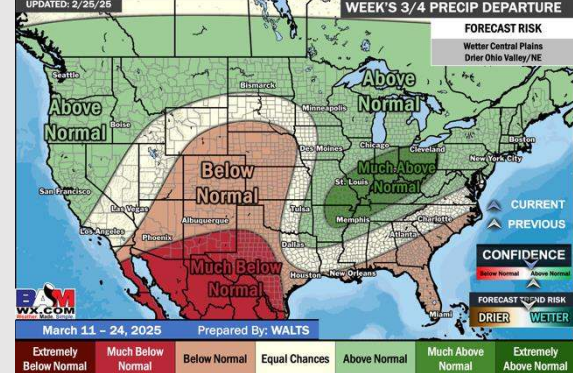 UPDATED: 2/25/25
WEEK'S 3/4 PRECIP DEPARTURE
FORECAST RISK
Wetter Central Plains
Drier Ohio Valley/NE
Seattle
Above
Normal
Boise
Bismarck
Minneapolis
Above
Normal
Boston
Chicago
Cleveland
New York City
Des Moines
Below
Normal
Much Above
Normal
St. Louis
San Francisco
Las Vegas
Tulsa
Memphis
Charlotte
Los Angeles
Albuquerque
Phoenix
Atlanta
Dallas
Much Below
Normal
Houston
New Orleans
Miami
CURRENT
PREVIOUS
CONFIDENCE
Below Normal
Above Normal
FORECAST TREND RISK
DRIER
WETTER
BAM
WX.COM
Weather Made Simple
March 11 – 24, 2025
Prepared By: WALTS
Extremely
Below Normal
Much Below
Normal
Below Normal
Equal Chances
Above Normal
Much Above
Normal
Extremely
Above Normal